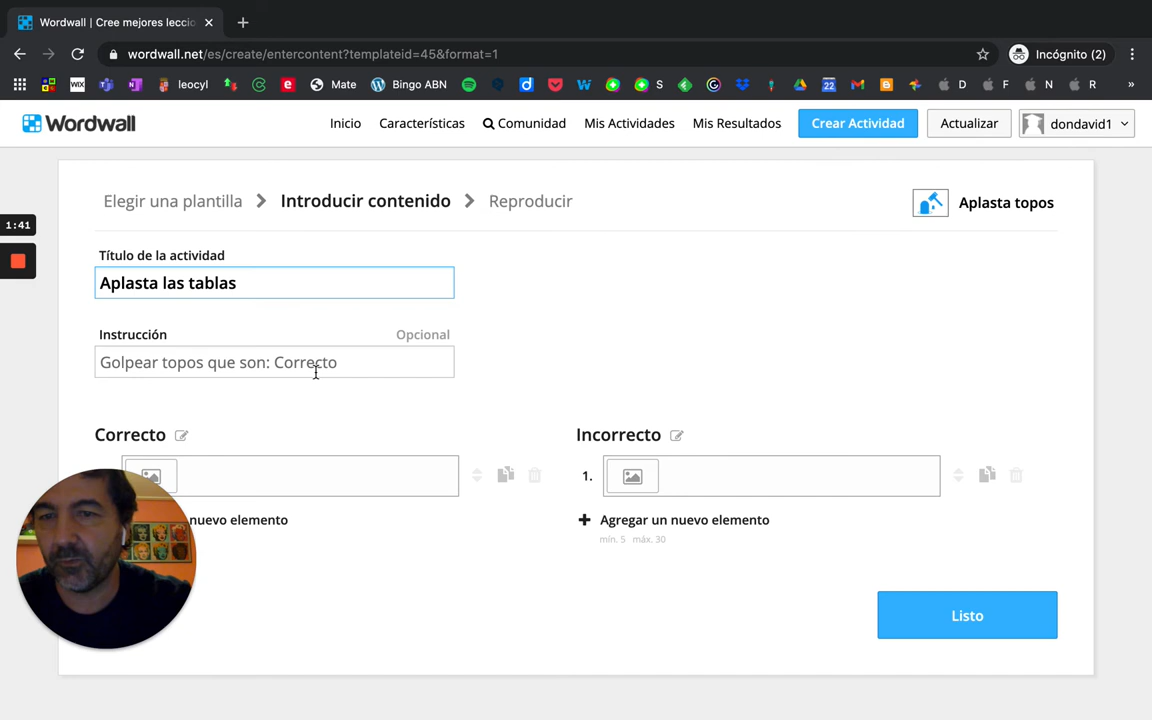 Wordwall | Cree mejores lecci
wordwall.net/es/create/entercontent?templateid=45&format=1
Incógnito (2)
WIX
leocyl
Mate
Bingo ABN
S
22
D
F
N
R
»
Wordwall
Inicio
Características
Comunidad
Mis Actividades
Mis Resultados
Crear Actividad
Actualizar
dondavid1
Elegir una plantilla
Introducir contenido
Reproducir
Aplasta topos
1:41
Título de la actividad
Aplasta las tablas
Instrucción
Opcional
Golpear topos que son: Correcto
Correcto
Incorrecto
1.
nuevo elemento
Agregar un nuevo elemento
mín. 5 máx. 30
Listo